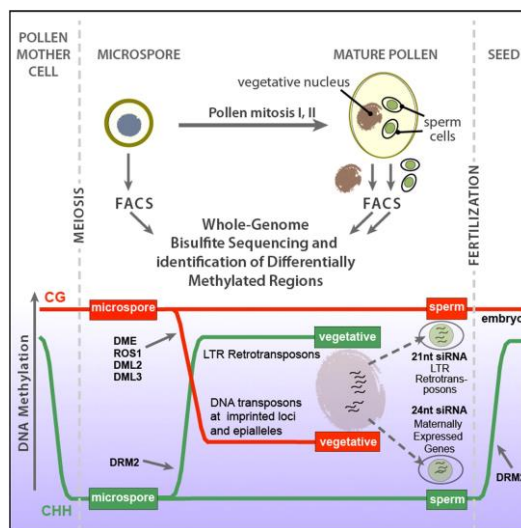 POLLEN
MOTHER
CELL
MICROSPORE
MATURE POLLEN
SEED
vegetative nucleus
sperm
cells
Pollen mitosis I, II
FACS
FACS
MEIOSIS
FERTILIZATION
Whole-Genome
Bisulfite Sequencing and
identification of Differentially
Methylated Regions
DNA Methylation
CG
microspore
sperm
embryo
DME
ROS1
DML2
DML3
LTR Retrotransposons
vegetative
21nt siRNA
LTR
Retrotrans-
posons
DNA transposons
at imprinted loci
and epialleles
vegetative
24nt siRNA
Maternally
Expressed
Genes
DRM2
CHH
microspore
sperm